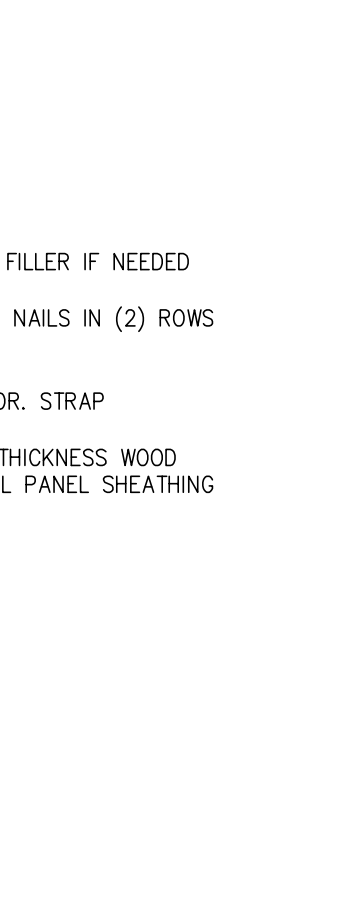 FILLER IF NEEDED
NAILS IN (2) ROWS
OR. STRAP
THICKNESS WOOD
L PANEL SHEATHING